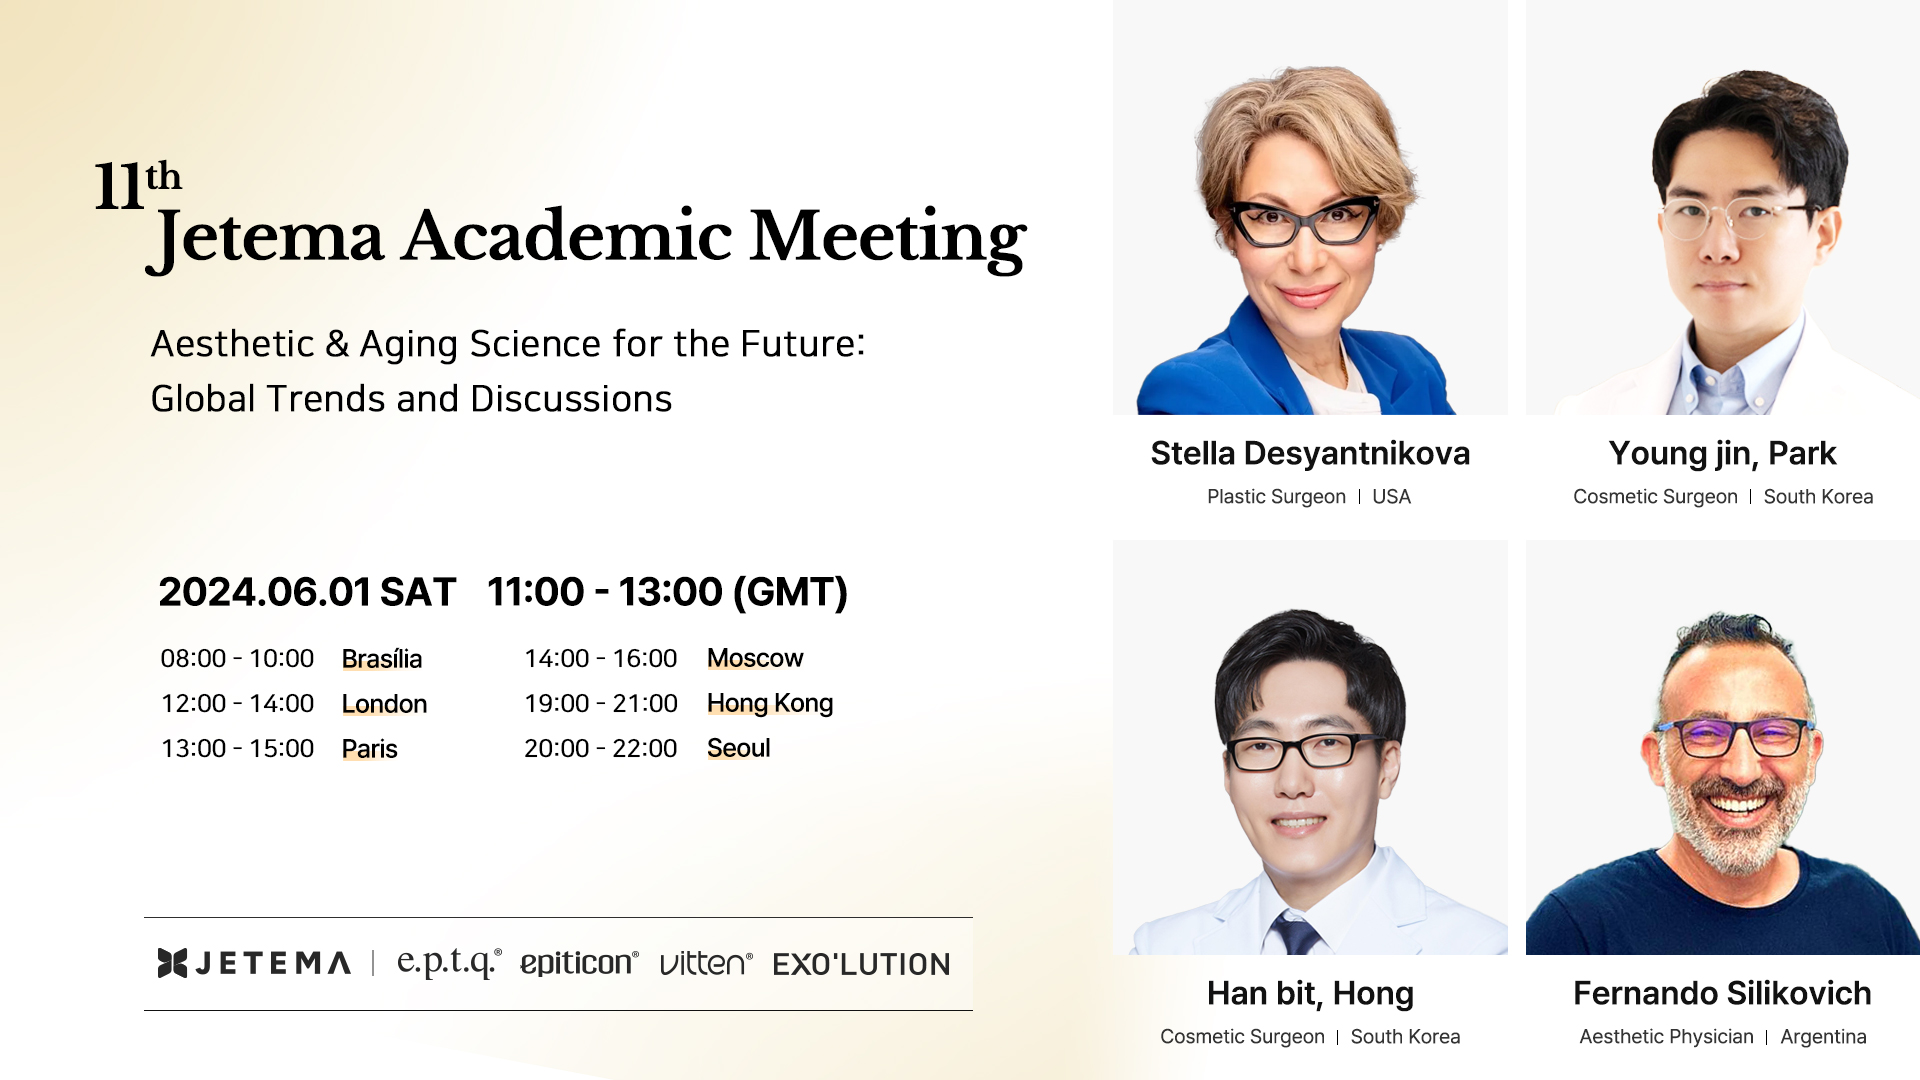 11th
Jetema Academic Meeting
Aesthetic & Aging Science for the Future:
Global Trends and Discussions
2024.06.01 SAT 11:00 - 13:00 (GMT)
08:00 - 10:00 Brasília 14:00 - 16:00 Moscow
12:00 - 14:00 London 19:00 - 21:00 Hong Kong
13:00 - 15:00 Paris 20:00 - 22:00 Seoul
JETEMA | e.p.t.q.® epiticon® vitten® EXO'LUTION
Stella Desyantnikova
Plastic Surgeon | USA
Young jin, Park
Cosmetic Surgeon | South Korea
Han bit, Hong
Cosmetic Surgeon | South Korea
Fernando Silikovich
Aesthetic Physician | Argentina